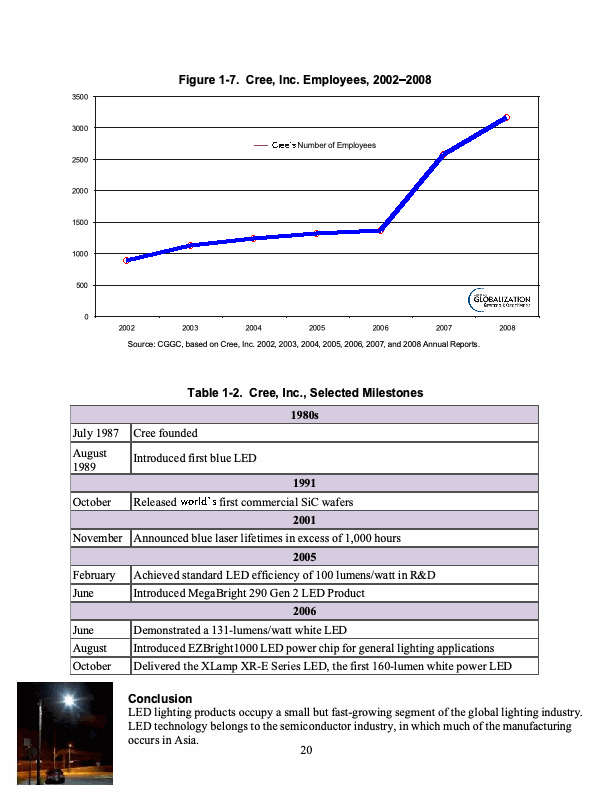 Figure 1-7. Cree, Inc. Employees, 2002–2008
3500
3000
2500
2000
1500
1000
500
0
Cree's Number of Employees
GLOBALIZATION
2002 2003 2004 2005 2006 2007 2008
Source: CGGC, based on Cree, Inc. 2002, 2003, 2004, 2005, 2006, 2007, and 2008 Annual Reports.
Table 1-2. Cree, Inc., Selected Milestones
1980s
July 1987 Cree founded
August
1989
Introduced first blue LED
1991
October Released world's first commercial SiC wafers
2001
November Announced blue laser lifetimes in excess of 1,000 hours
2005
February Achieved standard LED efficiency of 100 lumens/watt in R&D
June Introduced MegaBright 290 Gen 2 LED Product
2006
June Demonstrated a 131-lumens/watt white LED
August Introduced EZBright1000 LED power chip for general lighting applications
October Delivered the XLamp XR-E Series LED, the first 160-lumen white power LED
Conclusion
LED lighting products occupy a small but fast-growing segment of the global lighting industry.
LED technology belongs to the semiconductor industry, in which much of the manufacturing
occurs in Asia.
20